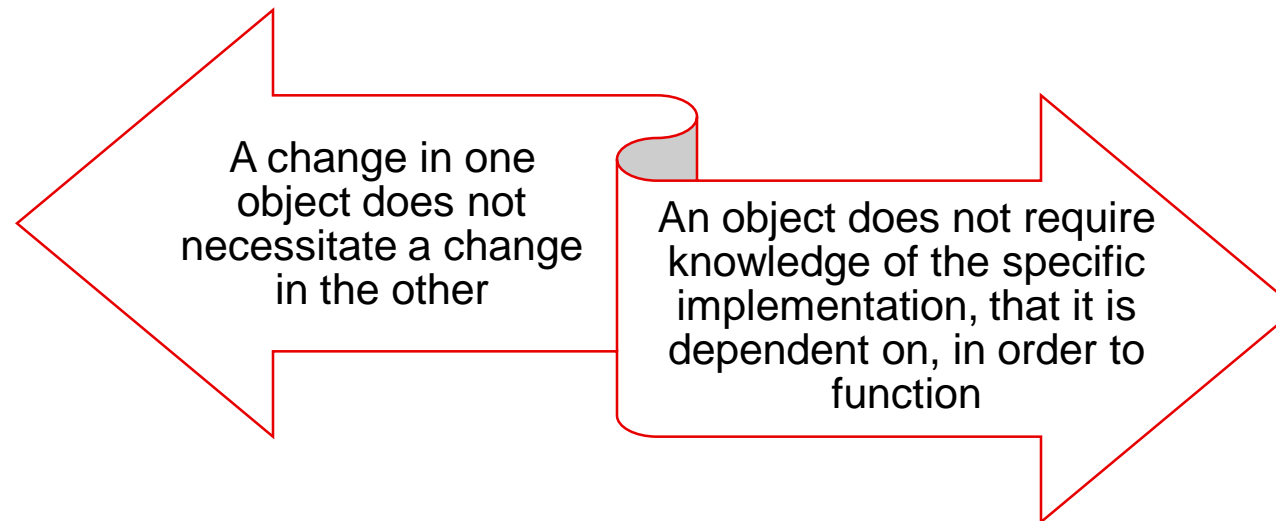 A change in one
object does not
necessitate a change
in the other
An object does not require
knowledge of the specific
implementation, that it is
dependent on, in order to
function